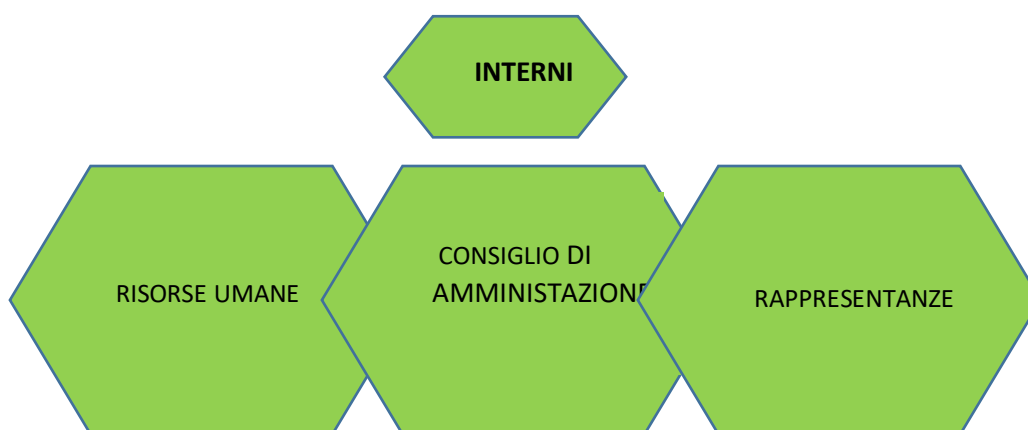 INTERNI
RISORSE UMANE
CONSIGLIO DI
AMMINISTAZIONE
RAPPRESENTANZE